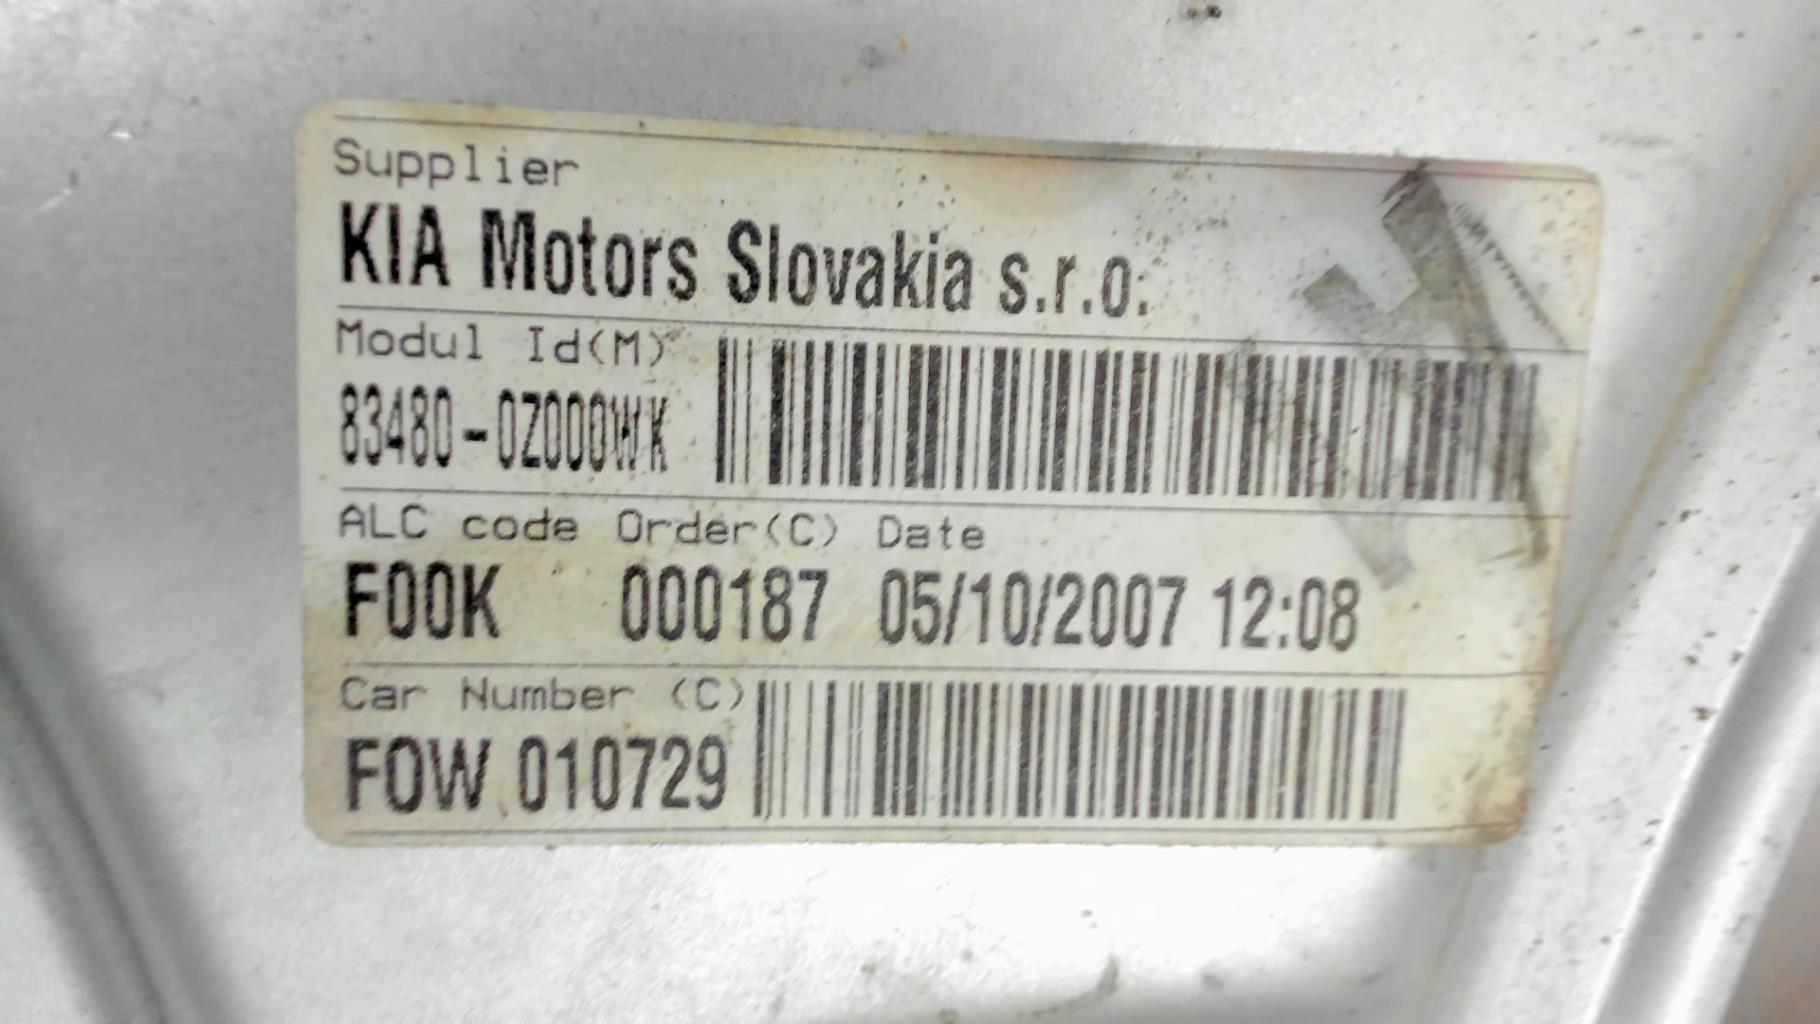 Supplier
KIA Motors Slovakia s.r.o.
Modul Id(M)
83480-0Z000WK
ALC code Order(C) Date
F00K 000187 05/10/2007 12:08
Car Number (C)
FOW 010729